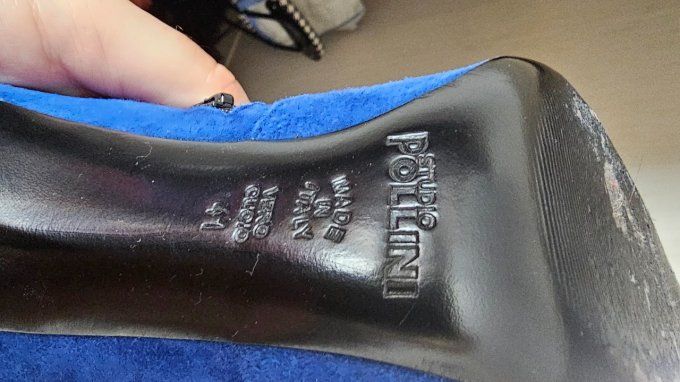 STUDIO
POLLINI
MADE
IN
ITALY
VERO
CUOIO
41